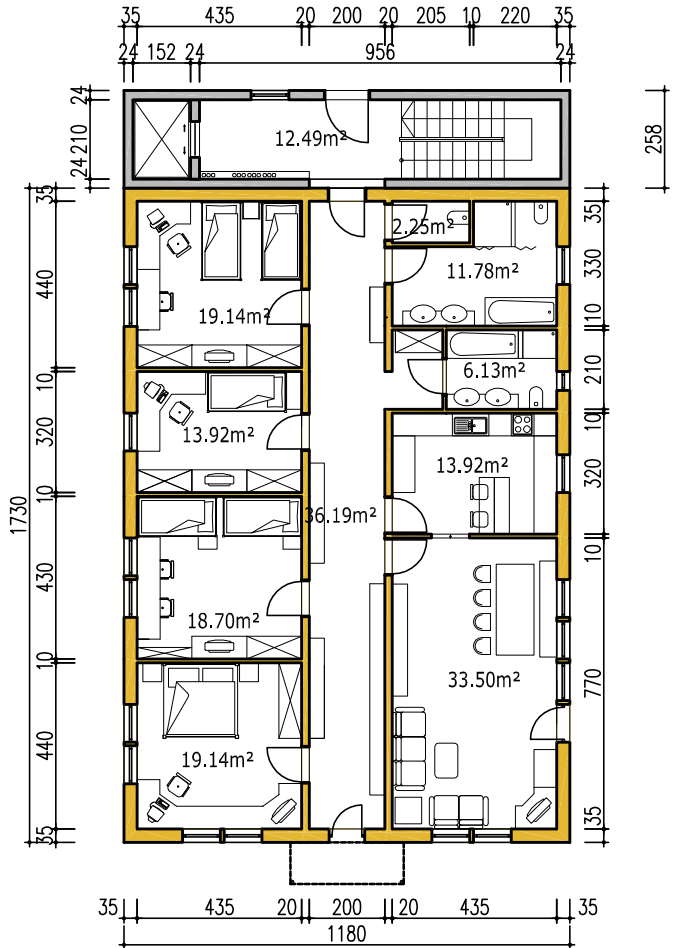 35 435 20 200 20 205 10 220 35
24 152 24 956 24
24 210 24
258
12.49m²
35 440 10 320 10 430 10 440 35
1730
35 330 10 210 10 320 10 770 35
2.25m²
11.78m²
19.14m²
6.13m²
13.92m²
13.92m²
36.19m²
18.70m²
33.50m²
19.14m²
35 435 20 200 20 435 35
1180